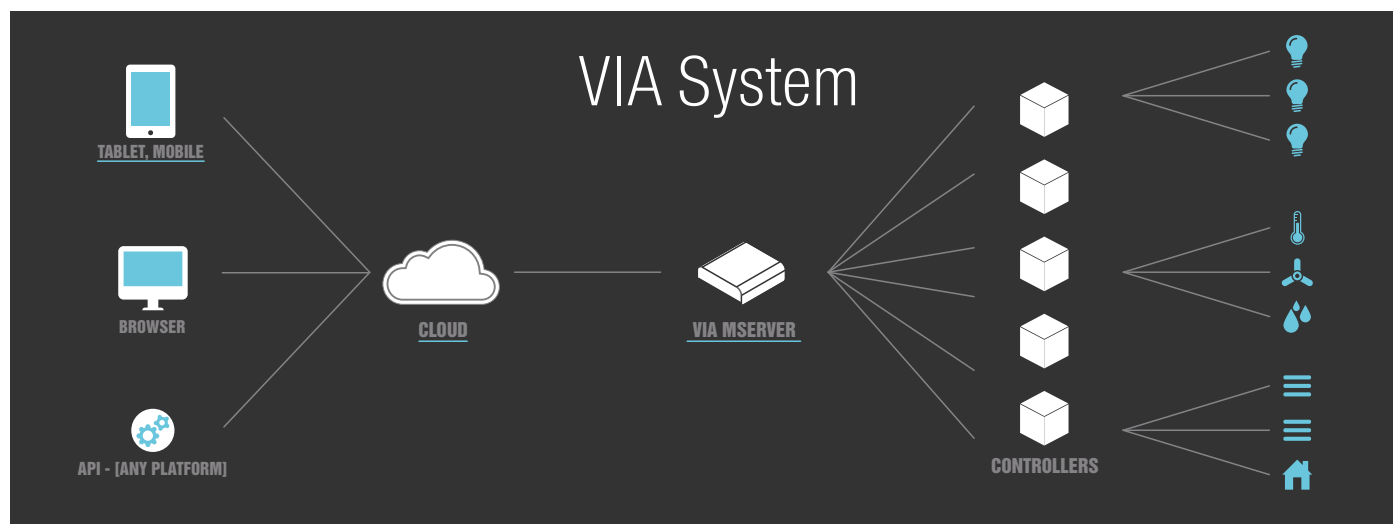 VIA System
TABLET, MOBILE
BROWSER
CLOUD
VIA MSERVER
API - [ANY PLATFORM]
CONTROLLERS